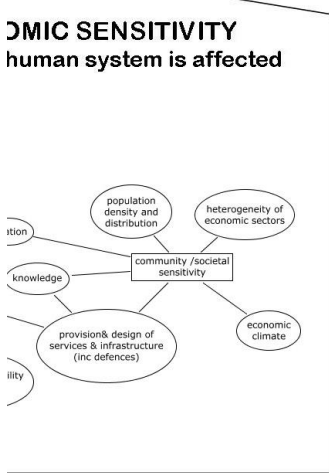 OMIC SENSITIVITY
human system is affected
population
density and
distribution
heterogeneity of
economic sectors
ation
community /societal
sensitivity
knowledge
provision& design of
services & infrastructure
(inc defences)
economic
climate
ility